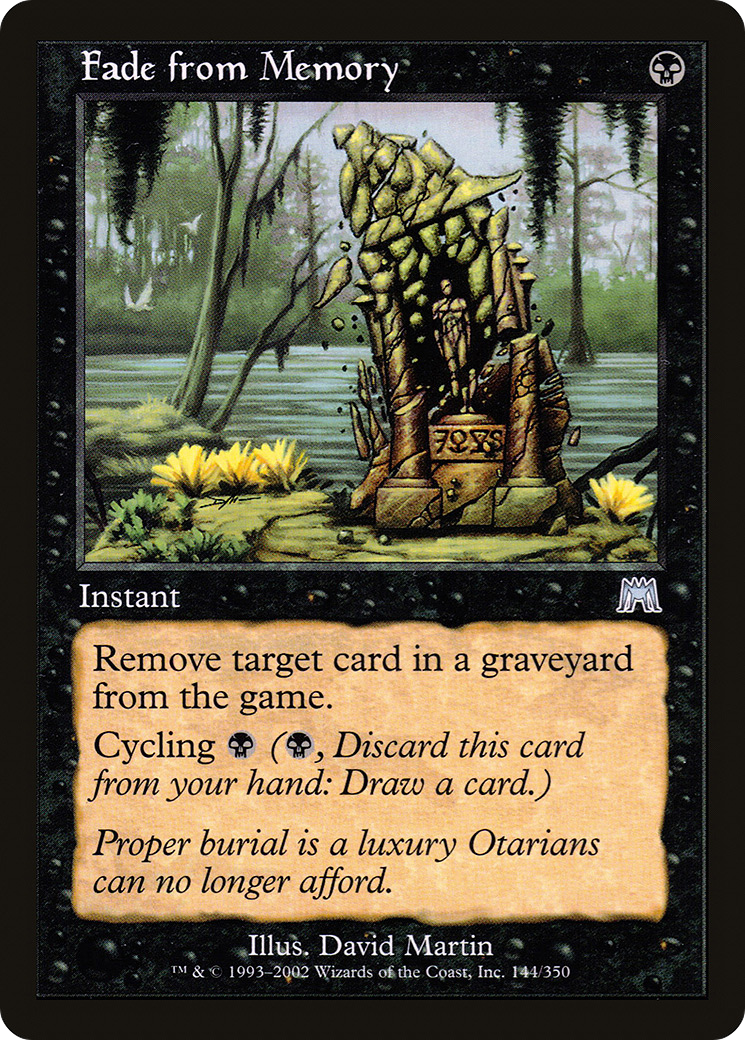 Fade from Memory
Instant
Remove target card in a graveyard
from the game.
Cycling (, Discard this card
from your hand: Draw a card.)
Proper burial is a luxury Otarians
can no longer afford.
Illus. David Martin
™ & © 1993–2002 Wizards of the Coast, Inc. 144/350